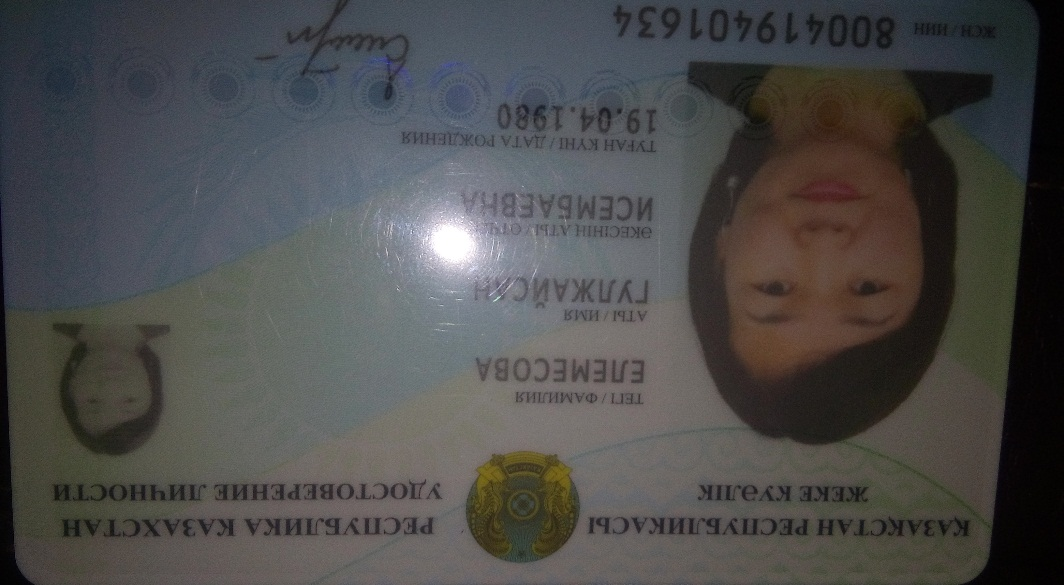 ҚАЗАҚСТАН РЕСПУБЛИКАСЫ
ЖЕКЕ КУӘЛІК
РЕСПУБЛИКА КАЗАХСТАН
УДОСТОВЕРЕНИЕ ЛИЧНОСТИ
ТЕГІ / ФАМИЛИЯ
ЕЛЕМЕСОВА
АТЫ / ИМЯ
ГУЛЖАЙСАН
ӘКЕСІНІҢ АТЫ /
ИСЕМБАЕВНА
ТУҒАН КҮНІ / ДАТА РОЖДЕНИЯ
19.04.1980
ЖСН / ИИН
800419401634